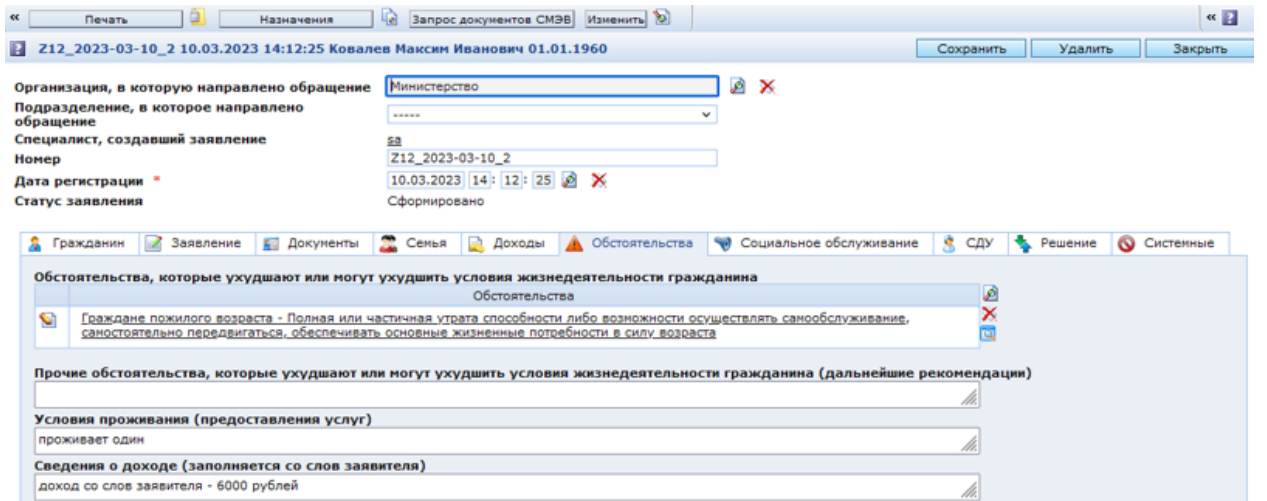 « Печать Назначения Запрос документов СМЭВ Изменить « ?
? Z12_2023-03-10_2 10.03.2023 14:12:25 Ковалев Максим Иванович 01.01.1960 Сохранить Удалить Закрыть
Организация, в которую направлено обращение Министерство
Подразделение, в которое направлено
обращение -----
Специалист, создавший заявление sa
Номер Z12_2023-03-10_2
Дата регистрации * 10.03.2023 14 : 12 : 25
Статус заявления Сформировано
Гражданин Заявление Документы Семья Доходы Обстоятельства Социальное обслуживание СДУ Решение Системные
Обстоятельства, которые ухудшают или могут ухудшить условия жизнедеятельности гражданина
Обстоятельства
Граждане пожилого возраста - Полная или частичная утрата способности либо возможности осуществлять самообслуживание,
самостоятельно передвигаться, обеспечивать основные жизненные потребности в силу возраста
Прочие обстоятельства, которые ухудшают или могут ухудшить условия жизнедеятельности гражданина (дальнейшие рекомендации)
Условия проживания (предоставления услуг)
проживает один
Сведения о доходе (заполняется со слов заявителя)
доход со слов заявителя - 6000 рублей